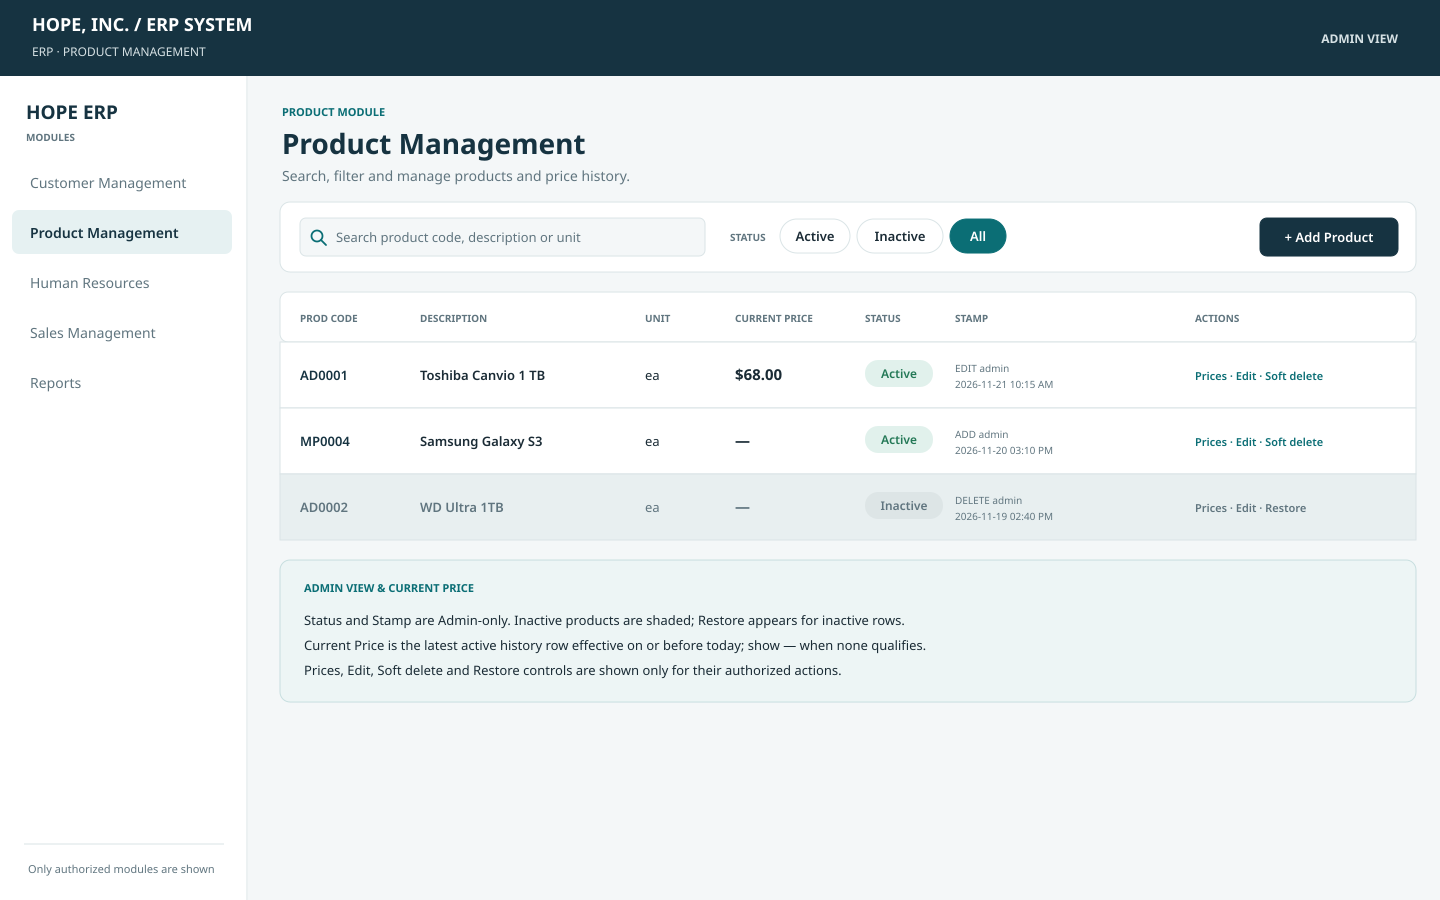 HOPE, INC. / ERP SYSTEM
ERP · PRODUCT MANAGEMENT
ADMIN VIEW
HOPE ERP
MODULES
Customer Management
Product Management
Human Resources
Sales Management
Reports
Only authorized modules are shown
PRODUCT MODULE
Product Management
Search, filter and manage products and price history.
Search product code, description or unit
STATUS Active Inactive All
+ Add Product
PROD CODE DESCRIPTION UNIT CURRENT PRICE STATUS STAMP ACTIONS
AD0001 Toshiba Canvio 1 TB ea $68.00 Active EDIT admin
2026-11-21 10:15 AM
Prices · Edit · Soft delete
MP0004 Samsung Galaxy S3 ea — Active ADD admin
2026-11-20 03:10 PM
Prices · Edit · Soft delete
AD0002 WD Ultra 1TB ea — Inactive DELETE admin
2026-11-19 02:40 PM
Prices · Edit · Restore
ADMIN VIEW & CURRENT PRICE
Status and Stamp are Admin-only. Inactive products are shaded; Restore appears for inactive rows.
Current Price is the latest active history row effective on or before today; show — when none qualifies.
Prices, Edit, Soft delete and Restore controls are shown only for their authorized actions.